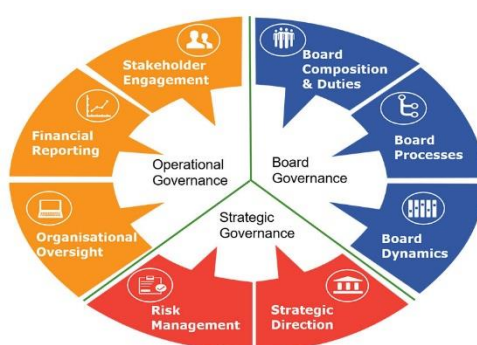 Stakeholder
Engagement
Board
Composition
& Duties
Financial
Reporting
Board
Processes
Operational
Governance
Board
Governance
Strategic
Governance
Organisational
Oversight
Board
Dynamics
Risk
Management
Strategic
Direction